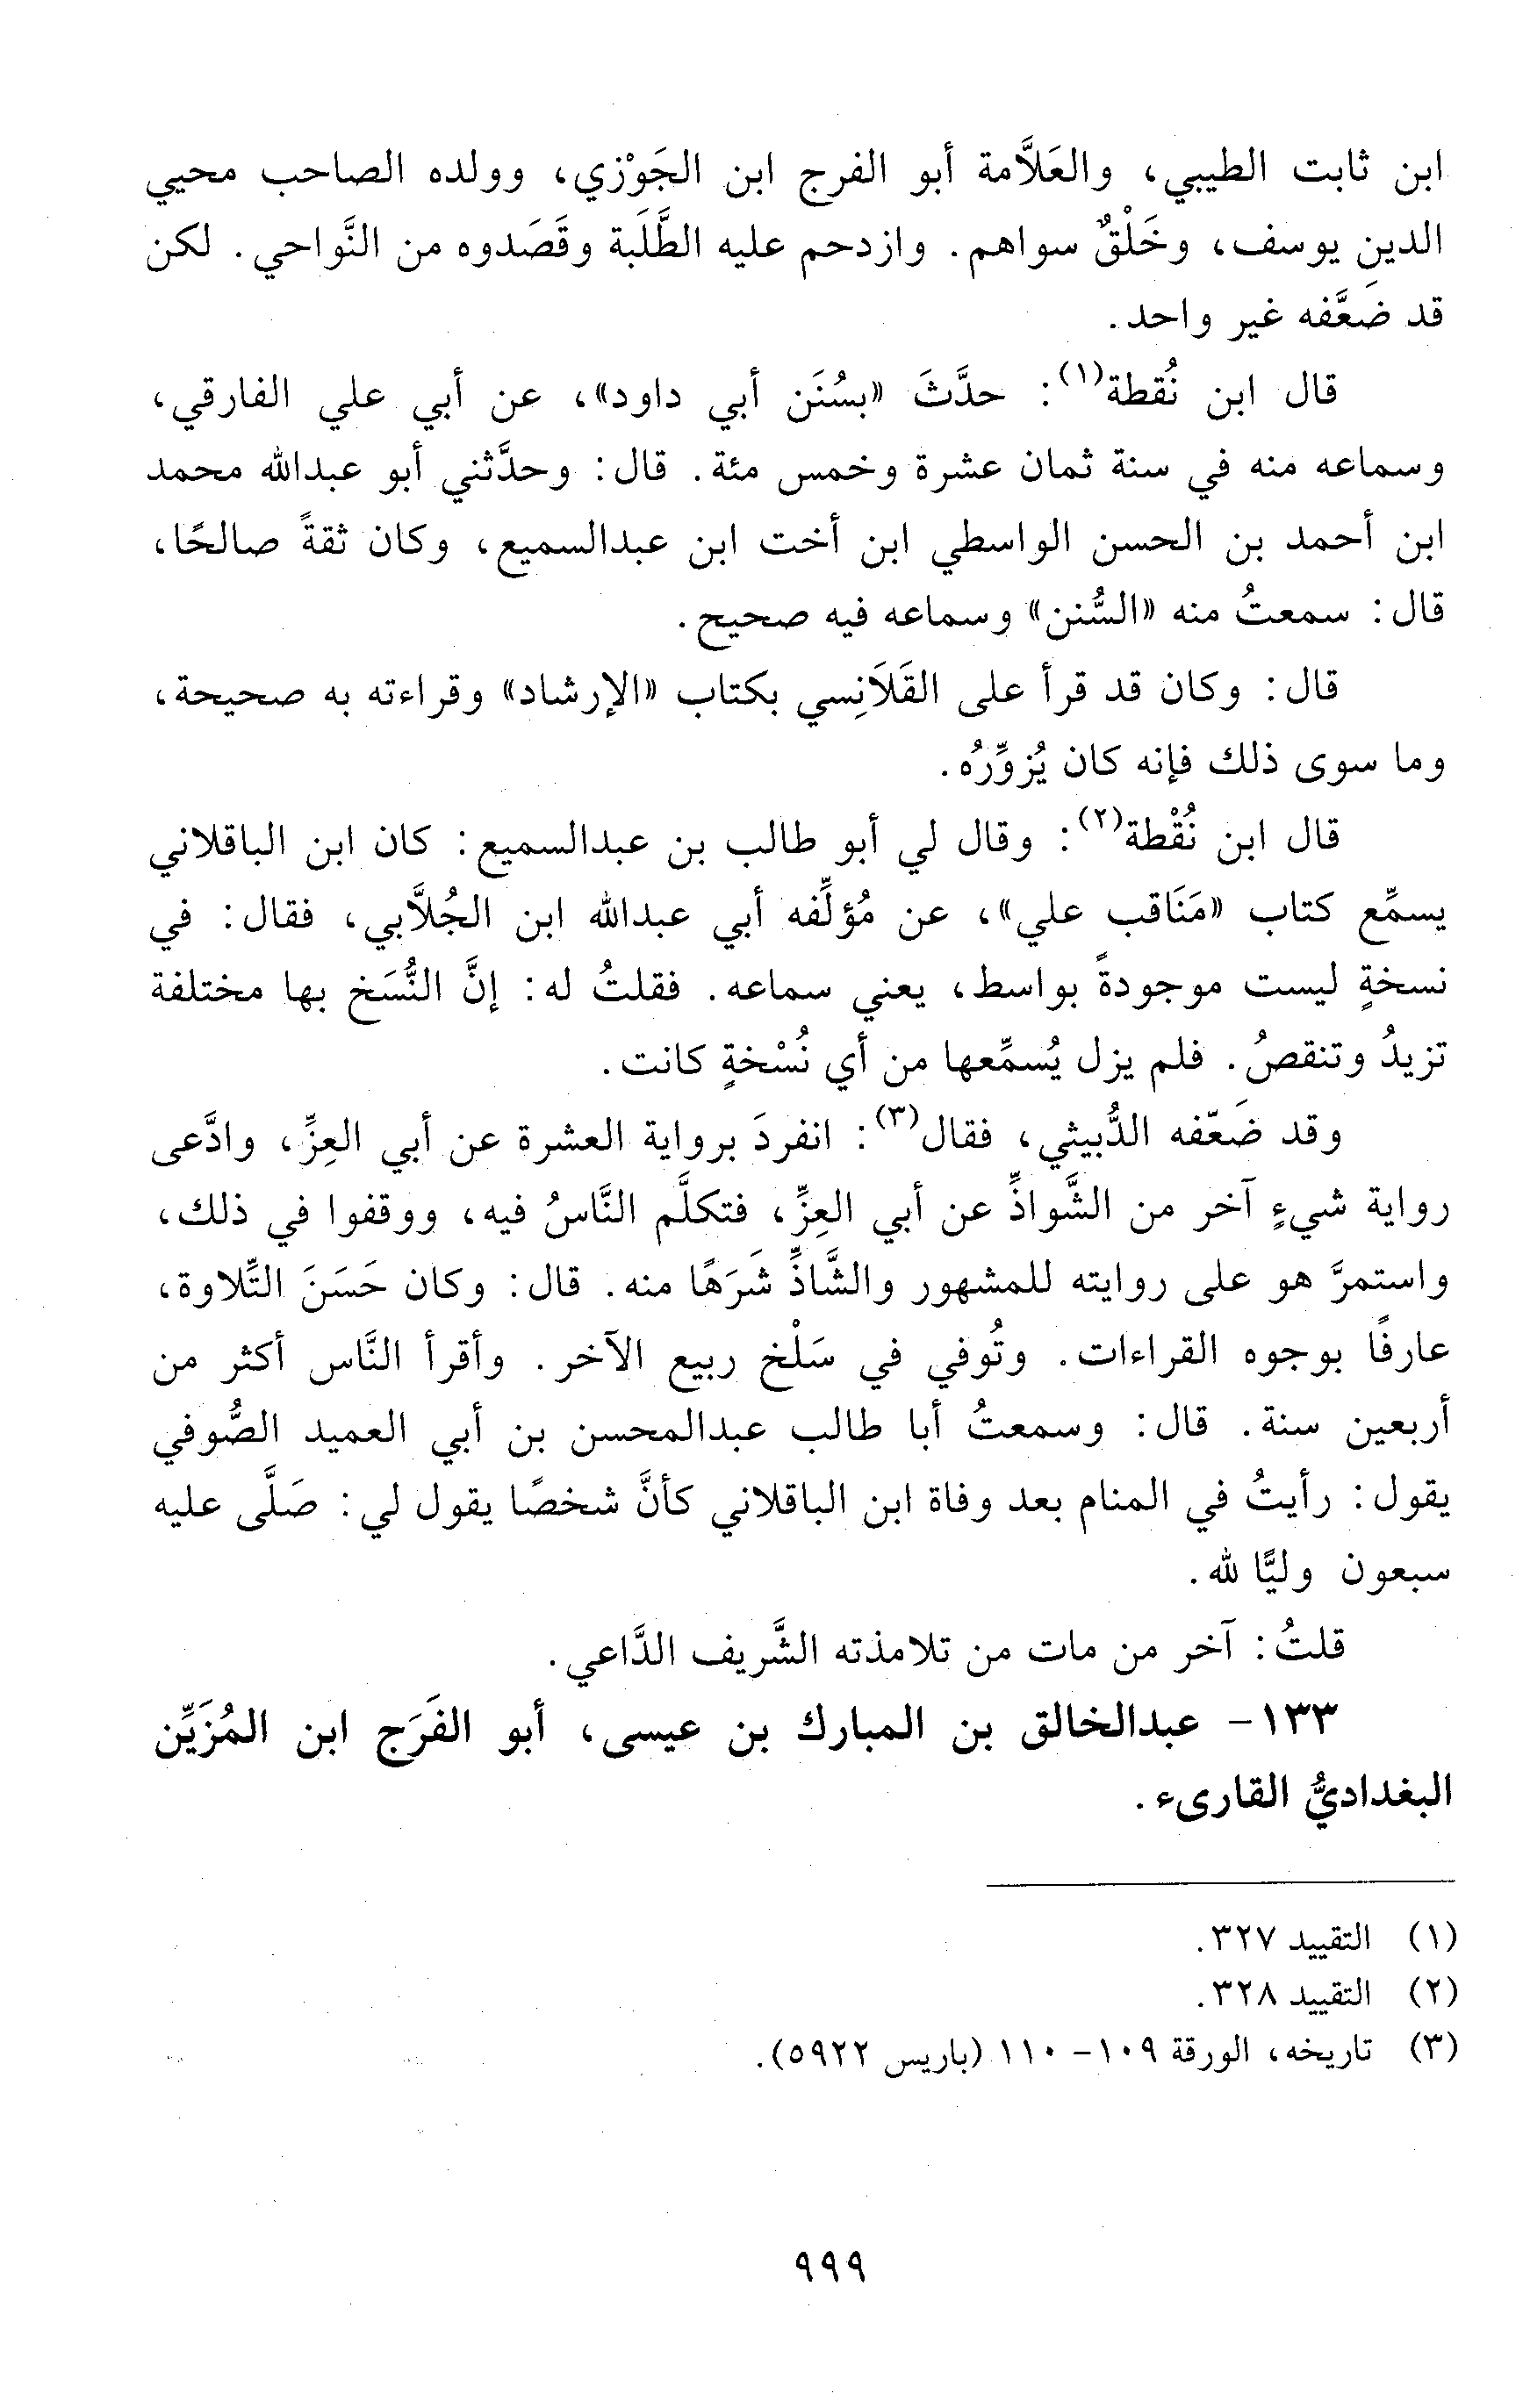 ابن ثابت الطيبي، والعَلاَّمة أبو الفرج ابن الجَوْزي، وولده الصاحب محيي
الدين يوسف، وخَلْقٌ سواهم. وازدحم عليه الطَّلَبة وقَصَدوه من النَّواحي. لكن
قد ضَعَّفه غير واحد.
قال ابن نُقطة(١): حدَّثَ «بسُنَن أبي داود»، عن أبي علي الفارقي،
وسماعه منه في سنة ثمان عشرة وخمس مئة. قال: وحدَّثني أبو عبدالله محمد
ابن أحمد بن الحسن الواسطي ابن أخت ابن عبدالسميع، وكان ثقةً صالحًا،
قال: سمعتُ منه «السُّنن» وسماعه فيه صحيح.
قال: وكان قد قرأ على القَلاَنِسي بكتاب «الإرشاد» وقراءته به صحيحة،
وما سوى ذلك فإنه كان يُزوِّرُه.
قال ابن نُقْطة(٢): وقال لي أبو طالب بن عبدالسميع: كان ابن الباقلاني
يسمِّع كتاب «مَنَاقب علي»، عن مُؤلِّفه أبي عبدالله ابن الجُلاَّبي، فقال: في
نسخةٍ ليست موجودةً بواسط، يعني سماعه. فقلتُ له: إنَّ النُّسَخ بها مختلفة
تزيدُ وتنقصُ. فلم يزل يُسمِّعها من أي نُسْخةٍ كانت.
وقد ضَعّفه الدُّبيثي، فقال(٣): انفردَ برواية العشرة عن أبي العِزِّ، وادَّعى
رواية شيءٍ آخر من الشَّواذِّ عن أبي العِزِّ، فتكلَّم النَّاسُ فيه، ووقفوا في ذلك،
واستمرَّ هو على روايته للمشهور والشَّاذِّ شَرَهًا منه. قال: وكان حَسَنَ التِّلاوة،
عارفًا بوجوه القراءات. وتُوفي في سَلْخ ربيع الآخر. وأقرأ النَّاس أكثر من
أربعين سنة. قال: وسمعتُ أبا طالب عبدالمحسن بن أبي العميد الصُّوفي
يقول: رأيتُ في المنام بعد وفاة ابن الباقلاني كأنَّ شخصًا يقول لي: صَلَّى عليه
سبعون وليًّا لله.
قلتُ: آخر من مات من تلامذته الشَّريف الدَّاعي.
١٣٣- عبدالخالق بن المبارك بن عيسى، أبو الفَرَج ابن المُزَيِّن
البغداديُّ القارىء.
(١) التقييد ٣٢٧.
(٢) التقييد ٣٢٨.
(٣) تاريخه، الورقة ١٠٩- ١١٠ (باريس ٥٩٢٢).
٩٩٩